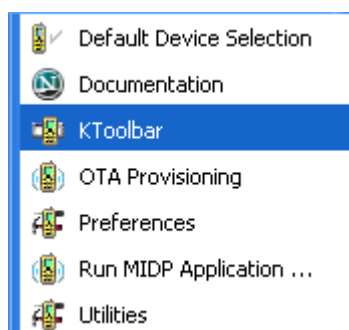 Default Device Selection
Documentation
KToolbar
OTA Provisioning
Preferences
Run MIDP Application ...
Utilities